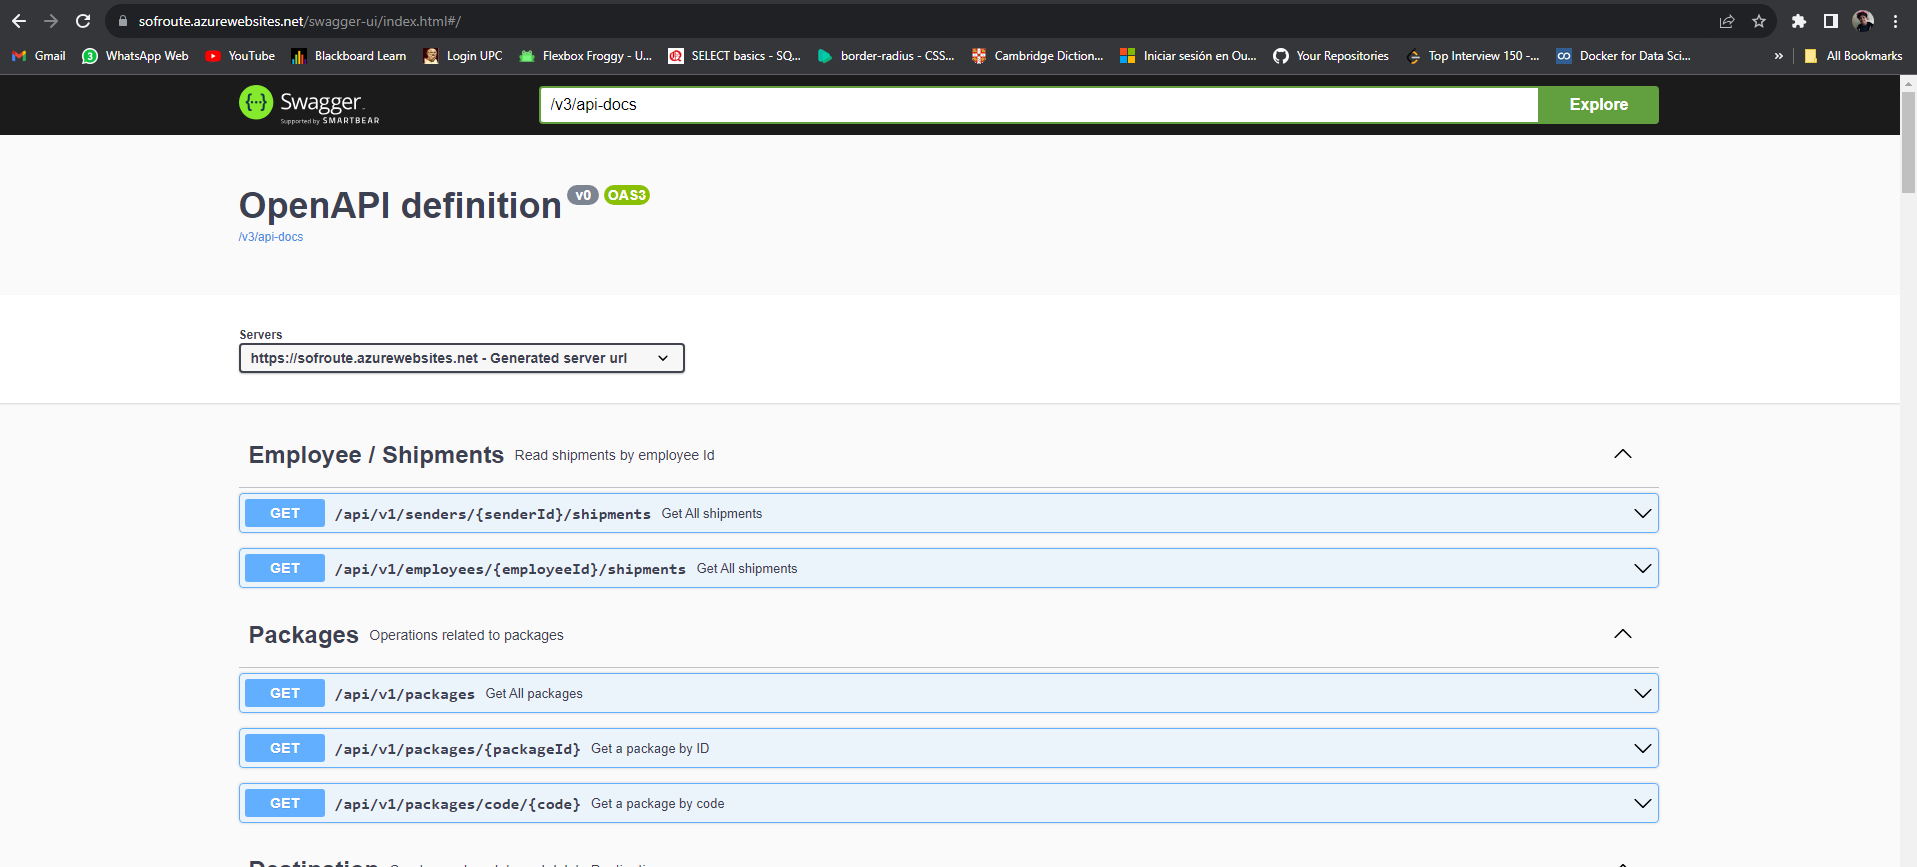 sofroute.azurewebsites.net/swagger-ui/index.html#/
Gmail WhatsApp Web YouTube Blackboard Learn Login UPC Flexbox Froggy - U... SELECT basics - SQ... border-radius - CSS... Cambridge Diction... Iniciar sesión en Ou... Your Repositories Top Interview 150 -... Docker for Data Sci... » All Bookmarks
Swagger.
Supported by SMARTBEAR
/v3/api-docs
Explore
OpenAPI definition v0 OAS3
/v3/api-docs
Servers
https://sofroute.azurewebsites.net - Generated server url
Employee / Shipments Read shipments by employee Id
GET /api/v1/senders/{senderId}/shipments Get All shipments
GET /api/v1/employees/{employeeId}/shipments Get All shipments
Packages Operations related to packages
GET /api/v1/packages Get All packages
GET /api/v1/packages/{packageId} Get a package by ID
GET /api/v1/packages/code/{code} Get a package by code
Destination